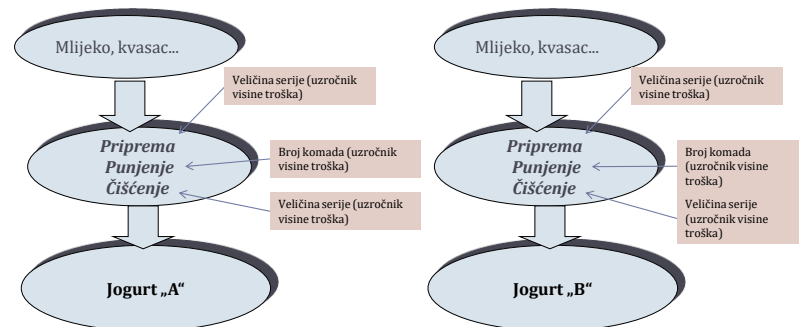 Mlijeko, kvasac...
Veličina serije (uzročnik
visine troška)
Priprema
Punjenje
Čišćenje
Broj komada (uzročnik
visine troška)
Veličina serije (uzročnik
visine troška)
Jogurt „A“
Mlijeko, kvasac...
Veličina serije (uzročnik
visine troška)
Priprema
Punjenje
Čišćenje
Broj komada
(uzročnik visine
troška)
Veličina serije
(uzročnik visine
troška)
Jogurt „B“